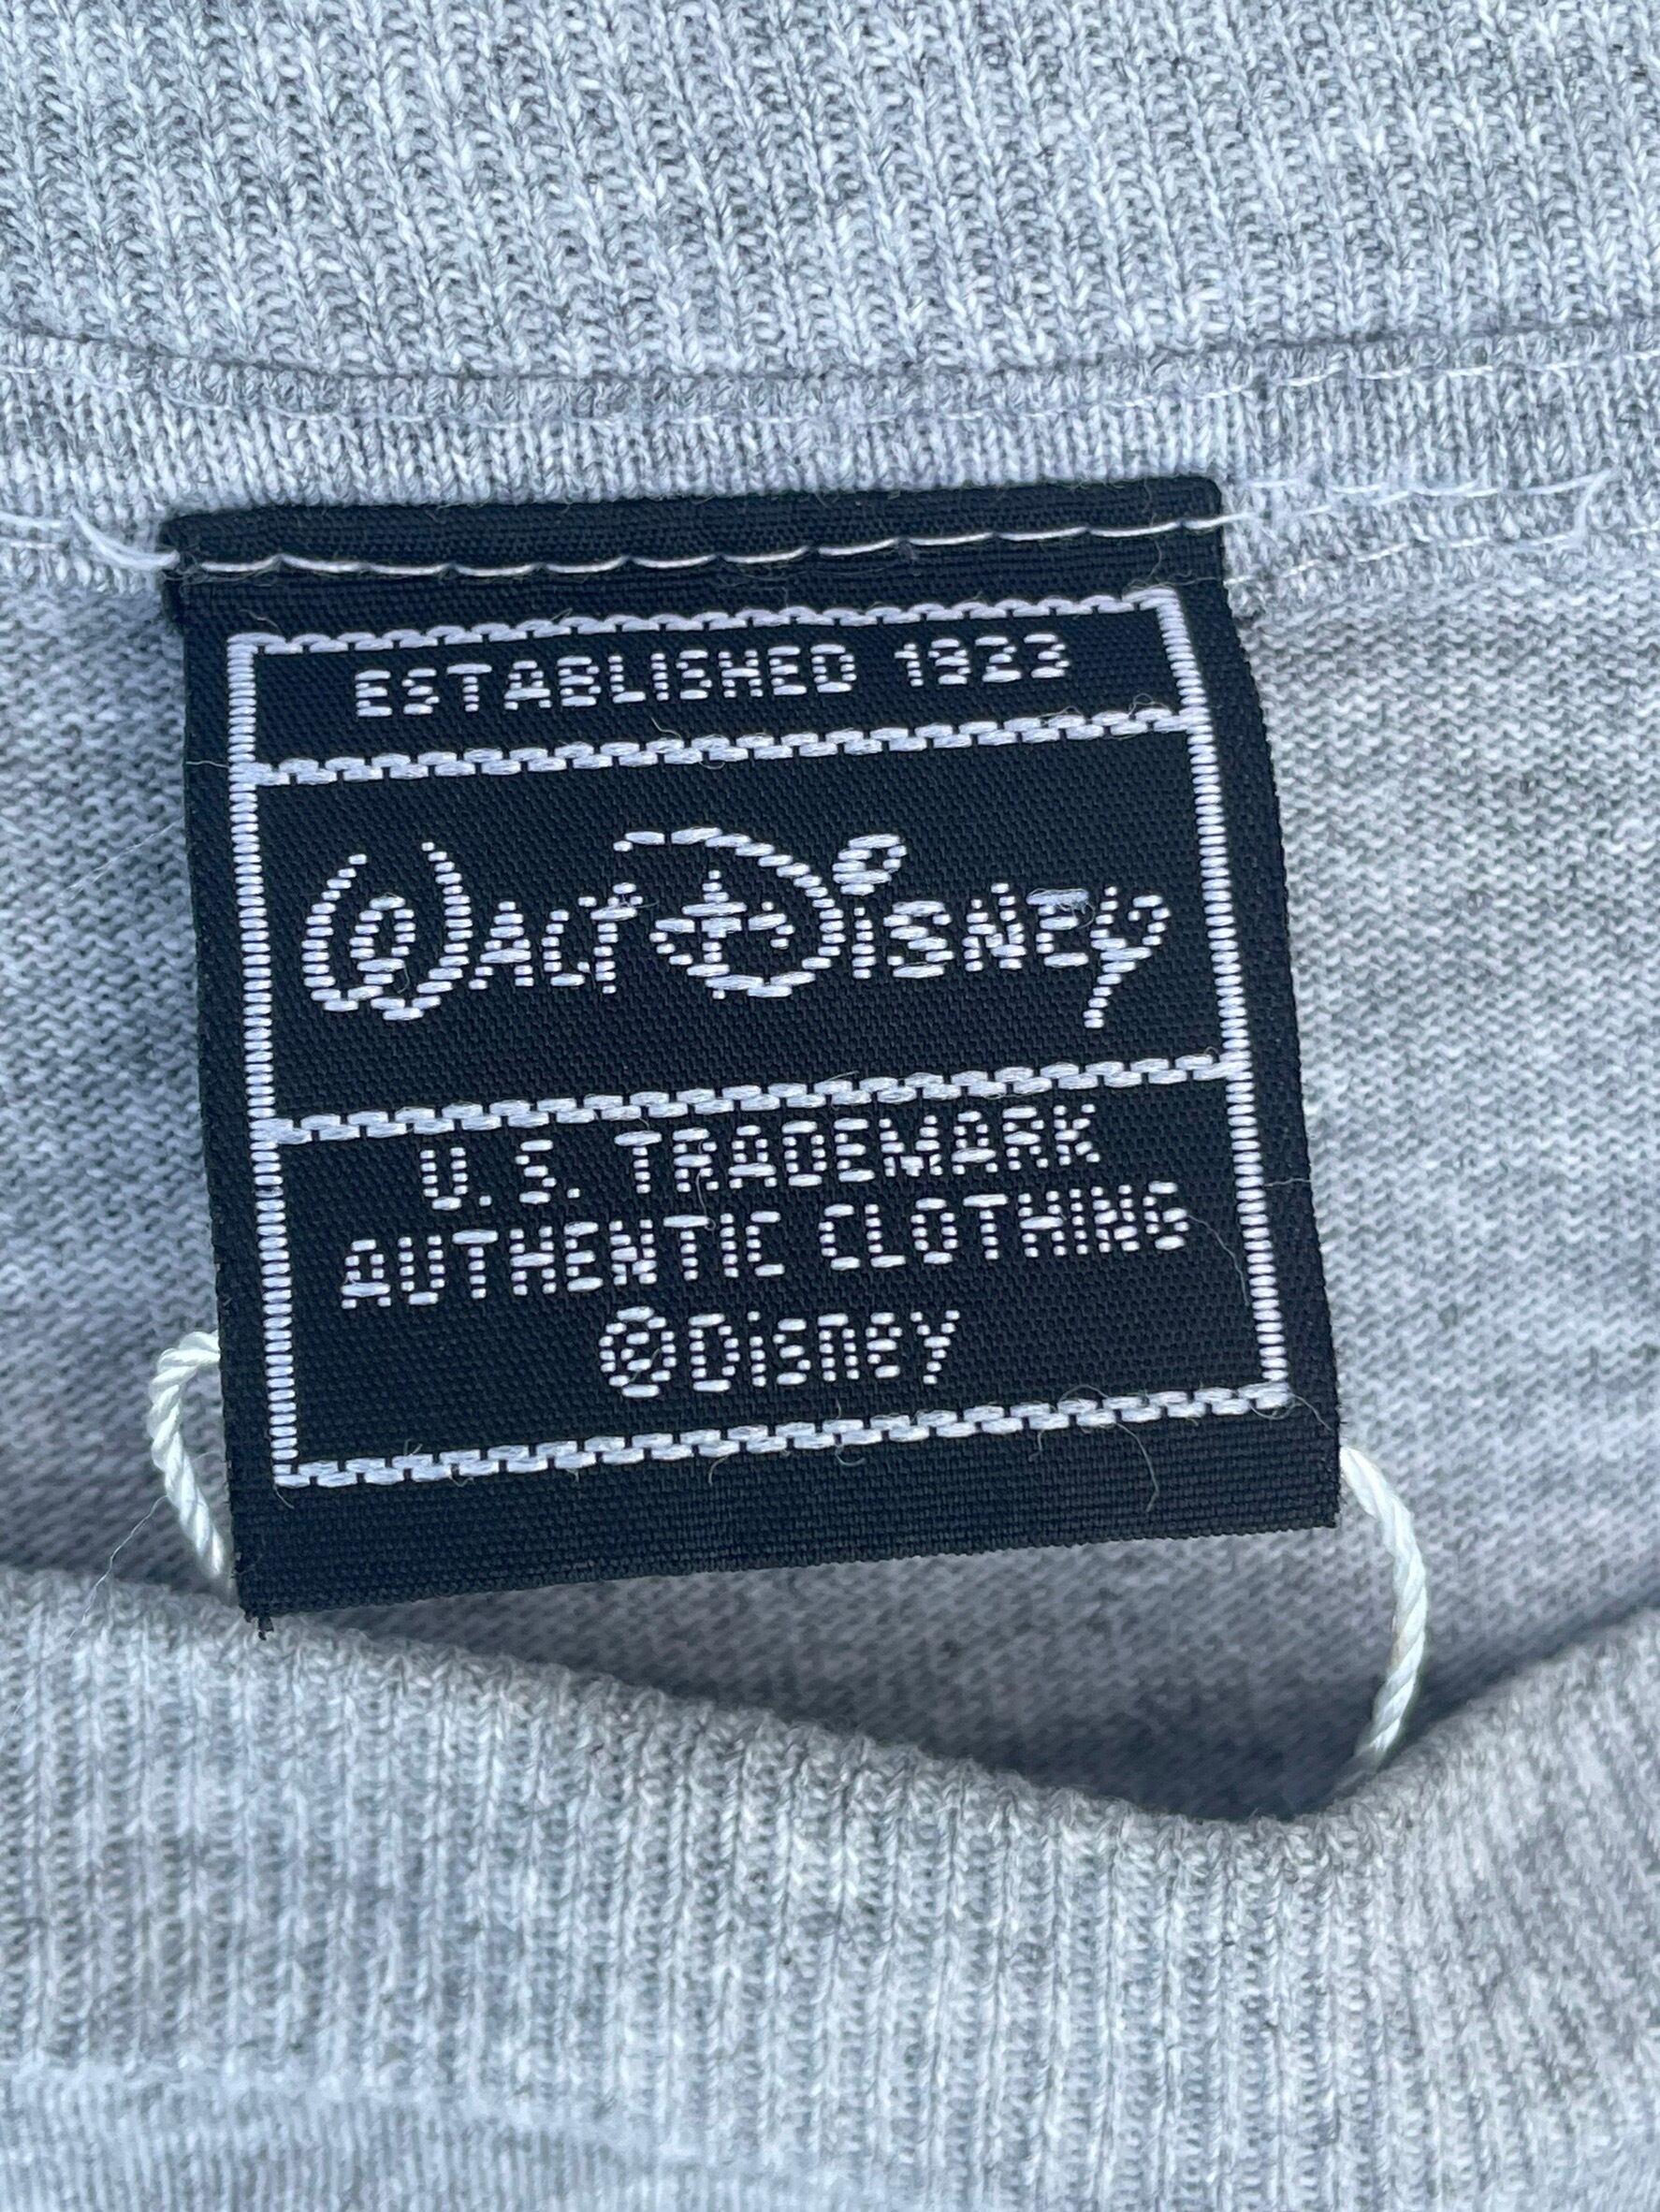 ESTABLISHED 1923
WALT DiSNEY
U.S. TRADEMARK
AUTHENTIC CLOTHING
©Disney